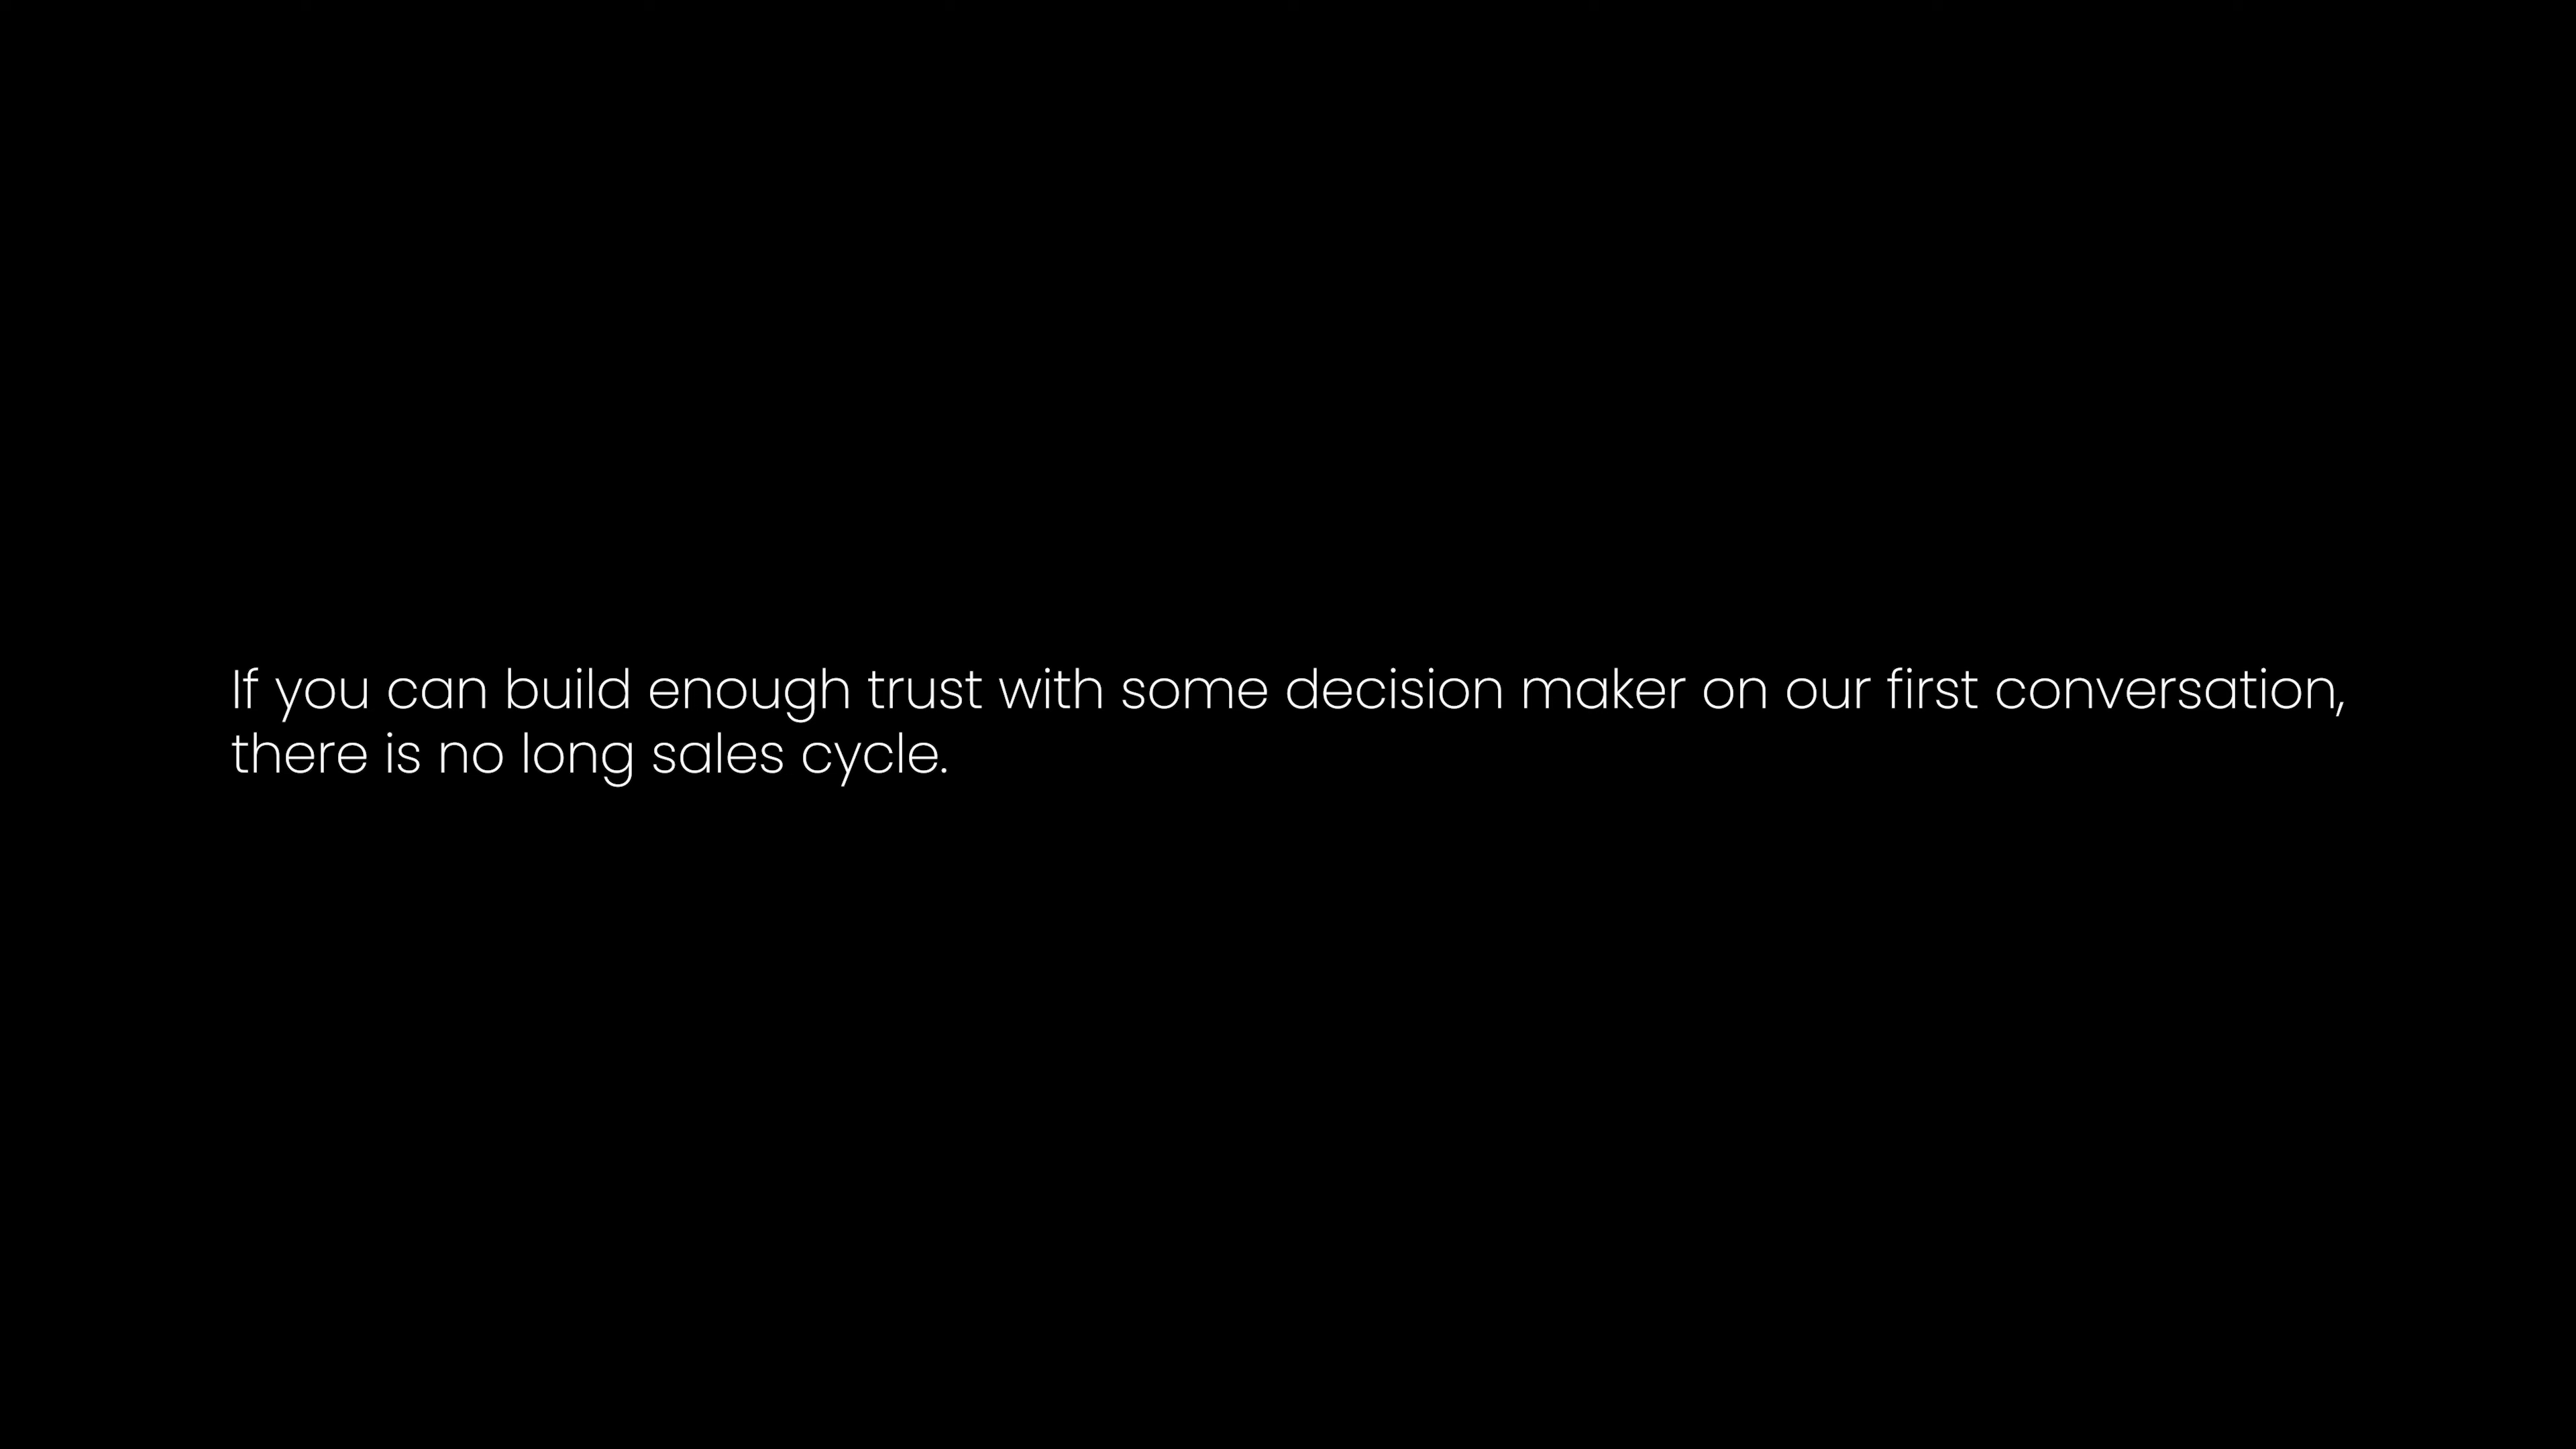 If you can build enough trust with some decision maker on our first conversation,
there is no long sales cycle.